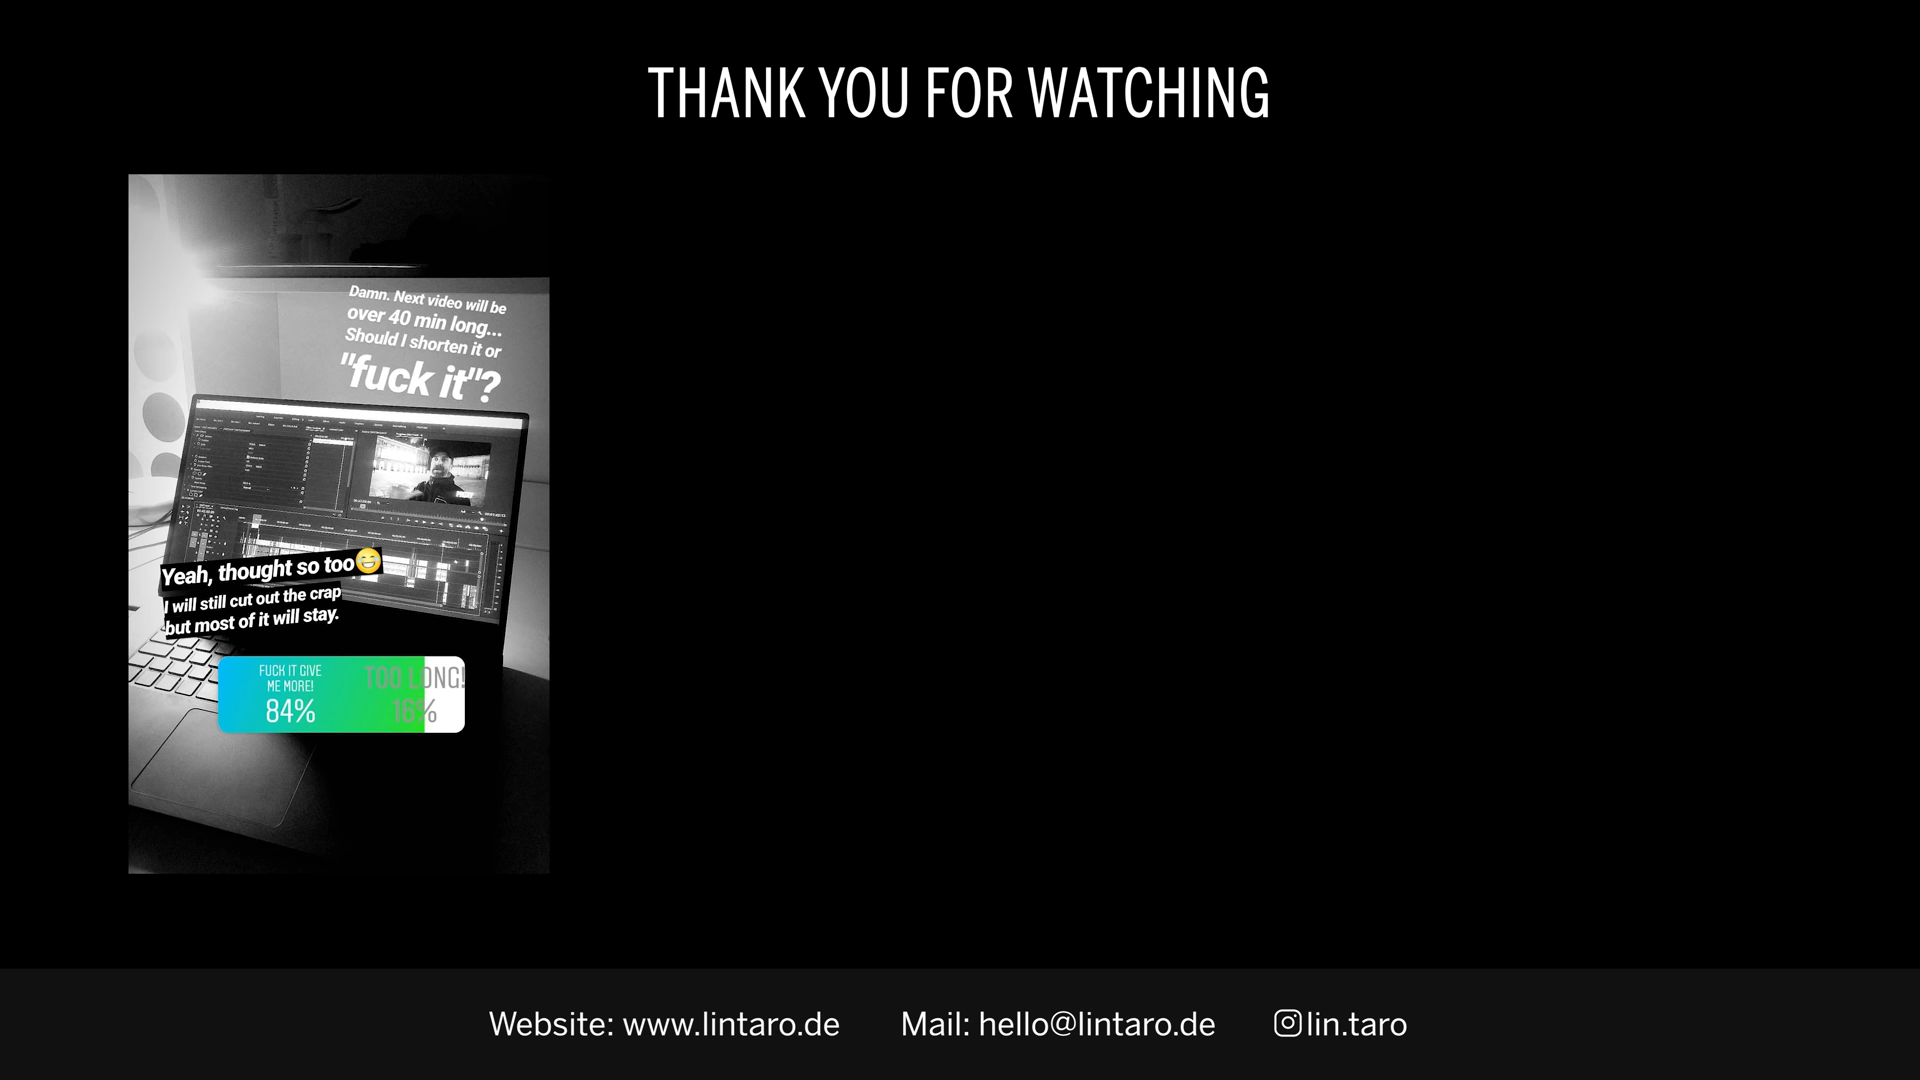 THANK YOU FOR WATCHING
Damn. Next video will be
over 40 min long...
Should I shorten it or
"fuck it"?
Yeah, thought so too😁
I will still cut out the crap
but most of it will stay.
FUCK IT GIVE
ME MORE!
84%
TOO LONG!
16%
Website: www.lintaro.de
Mail: hello@lintaro.de
lin.taro